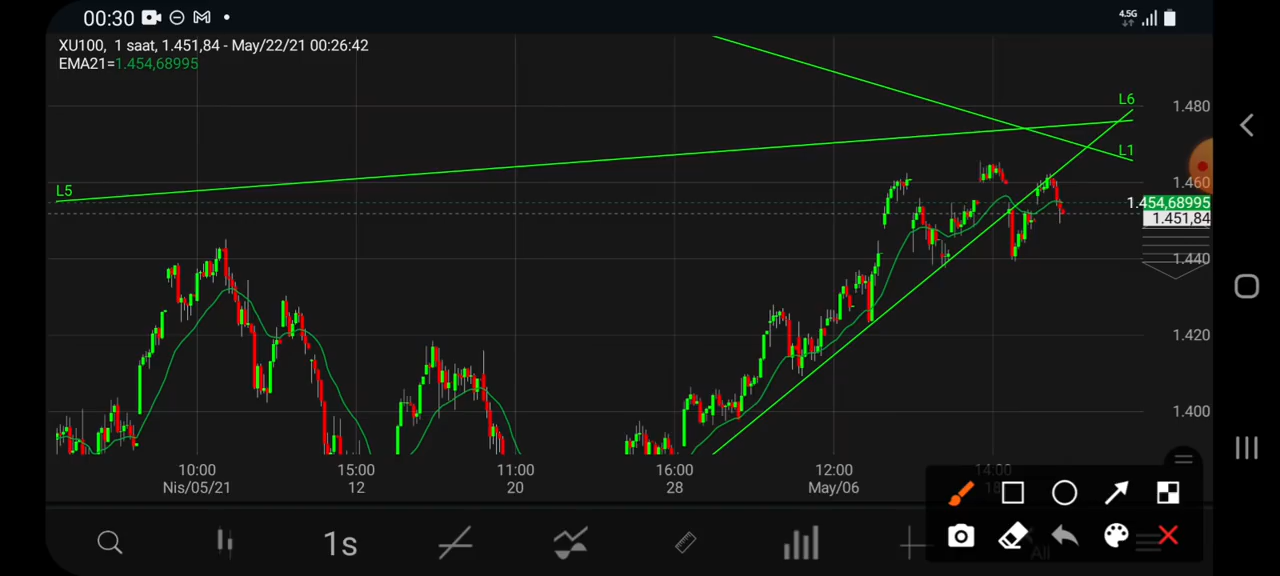 00:30
4.5G
XU100, 1 saat, 1.451,84 - May/22/21 00:26:42
EMA21=1.454,68995
L6
1.480
L1
L5
1.460
1.454,68995
1.451,84
1.440
1.420
1.400
10:00 15:00 11:00 16:00 12:00 14:00
Nis/05/21 12 20 28 May/06 18
1s
All